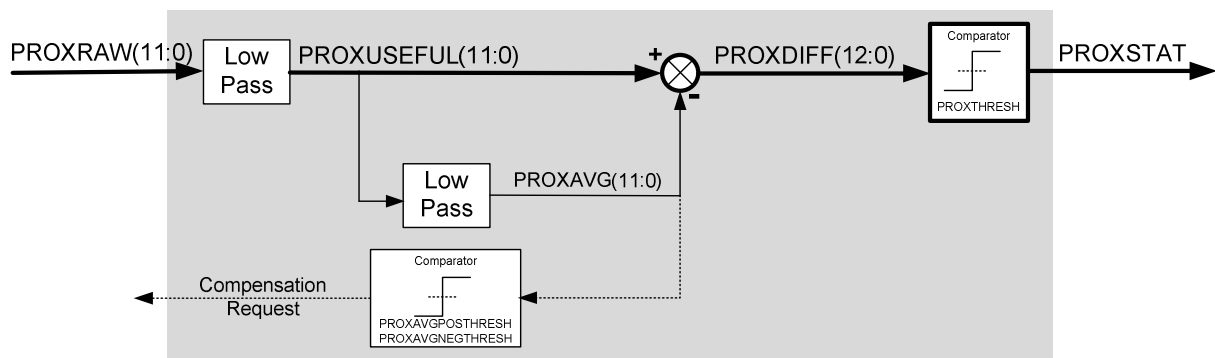 PROXRAW(11:0)
Low
Pass
PROXUSEFUL(11:0)
+
-
PROXDIFF(12:0)
Comparator
PROXTHRESH
PROXSTAT
Low
Pass
PROXAVG(11:0)
Comparator
PROXAVGPOSTHRESH
PROXAVGNEGTHRESH
Compensation
Request